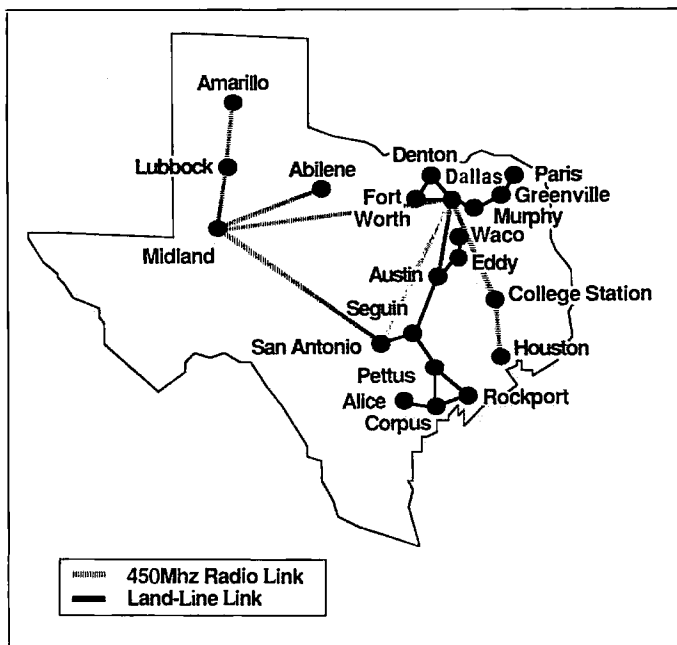 Amarillo
Lubbock
Abilene
Denton
Dallas
Paris
Fort
Worth
Greenville
Murphy
Waco
Midland
Eddy
Austin
College Station
Seguin
San Antonio
Houston
Pettus
Alice
Rockport
Corpus
450Mhz Radio Link
Land-Line Link